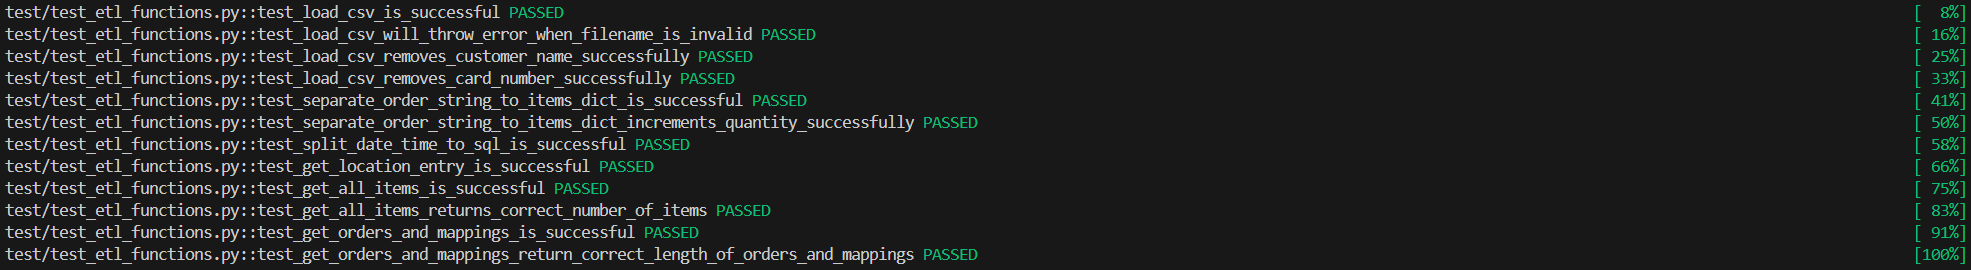 test/test_etl_functions.py::test_load_csv_is_successful PASSED [  8%]
test/test_etl_functions.py::test_load_csv_will_throw_error_when_filename_is_invalid PASSED [ 16%]
test/test_etl_functions.py::test_load_csv_removes_customer_name_successfully PASSED [ 25%]
test/test_etl_functions.py::test_load_csv_removes_card_number_successfully PASSED [ 33%]
test/test_etl_functions.py::test_separate_order_string_to_items_dict_is_successful PASSED [ 41%]
test/test_etl_functions.py::test_separate_order_string_to_items_dict_increments_quantity_successfully PASSED [ 50%]
test/test_etl_functions.py::test_split_date_time_to_sql_is_successful PASSED [ 58%]
test/test_etl_functions.py::test_get_location_entry_is_successful PASSED [ 66%]
test/test_etl_functions.py::test_get_all_items_is_successful PASSED [ 75%]
test/test_etl_functions.py::test_get_all_items_returns_correct_number_of_items PASSED [ 83%]
test/test_etl_functions.py::test_get_orders_and_mappings_is_successful PASSED [ 91%]
test/test_etl_functions.py::test_get_orders_and_mappings_return_correct_length_of_orders_and_mappings PASSED [100%]